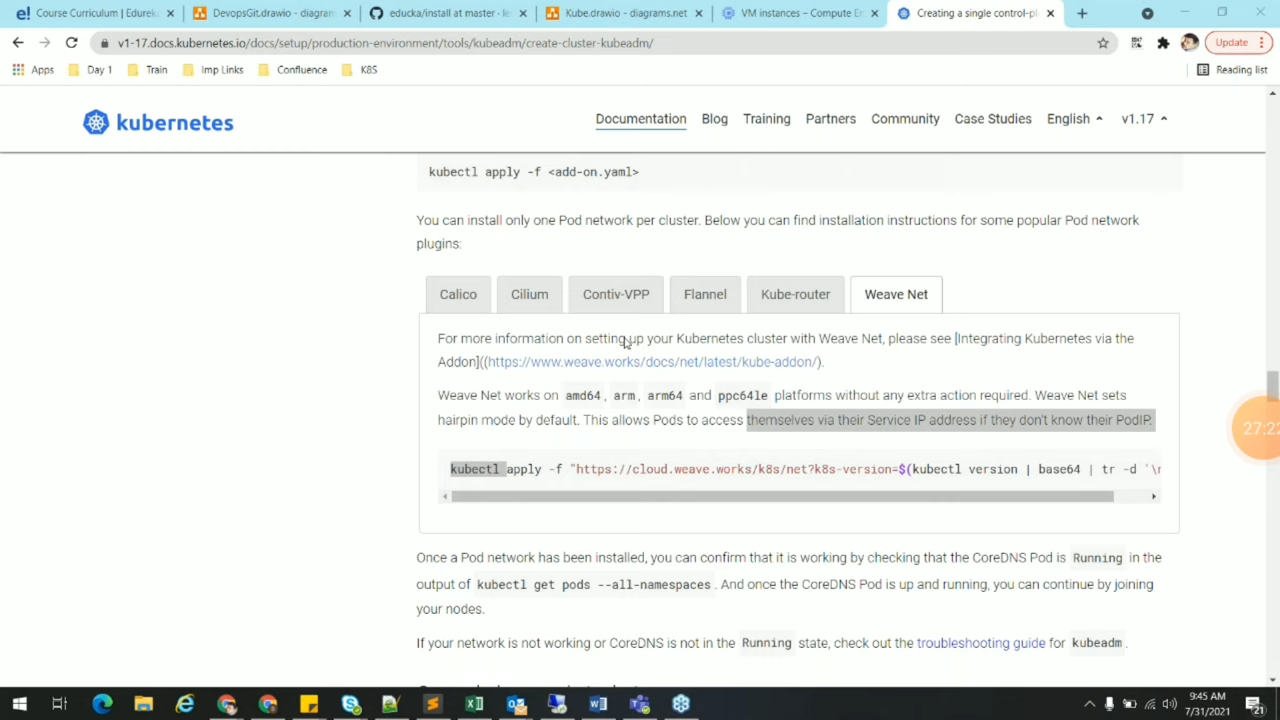 Course Curriculum | Edurek
DevopsGit.drawio - diagram
educka/install at master · le
Kube.drawio - diagrams.net
VM instances – Compute En
Creating a single control-pl
v1-17.docs.kubernetes.io/docs/setup/production-environment/tools/kubeadm/create-cluster-kubeadm/
Update
Apps
Day 1
Train
Imp Links
Confluence
K8S
Reading list
kubernetes
Documentation
Blog
Training
Partners
Community
Case Studies
English
v1.17
kubectl apply -f <add-on.yaml>
You can install only one Pod network per cluster. Below you can find installation instructions for some popular Pod network
plugins:
Calico
Cilium
Contiv-VPP
Flannel
Kube-router
Weave Net
For more information on setting up your Kubernetes cluster with Weave Net, please see [Integrating Kubernetes via the
Addon]((https://www.weave.works/docs/net/latest/kube-addon/).
Weave Net works on amd64, arm, arm64 and ppc64le platforms without any extra action required. Weave Net sets
hairpin mode by default. This allows Pods to access themselves via their Service IP address if they don't know their PodIP.
kubectl apply -f "https://cloud.weave.works/k8s/net?k8s-version=$(kubectl version | base64 | tr -d '\n
Once a Pod network has been installed, you can confirm that it is working by checking that the CoreDNS Pod is Running in the
output of kubectl get pods --all-namespaces. And once the CoreDNS Pod is up and running, you can continue by joining
your nodes.
If your network is not working or CoreDNS is not in the Running state, check out the troubleshooting guide for kubeadm.
27:22
9:45 AM
7/31/2021
21